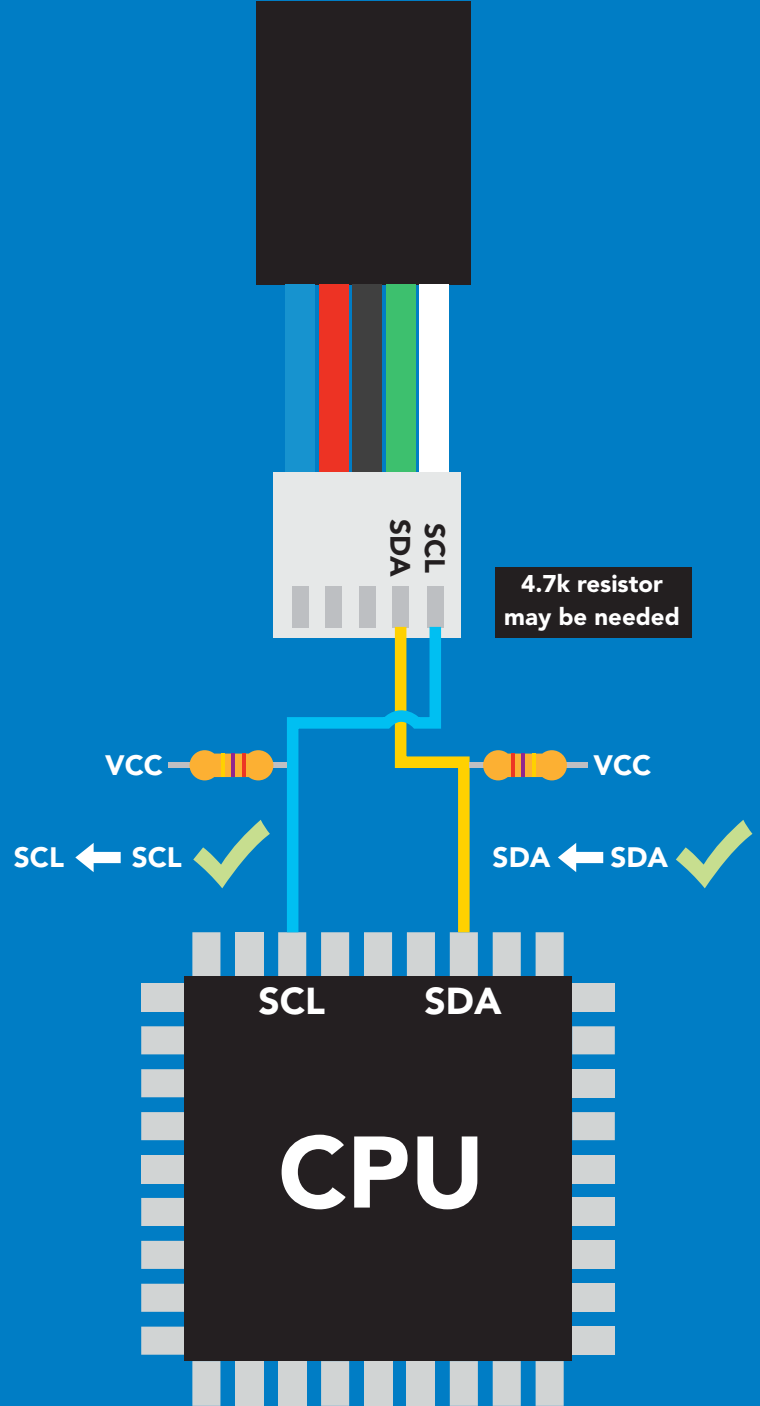 SDA
SCL
4.7k resistor
may be needed
VCC
VCC
SCL
SCL
SDA
SDA
SCL
SDA
CPU